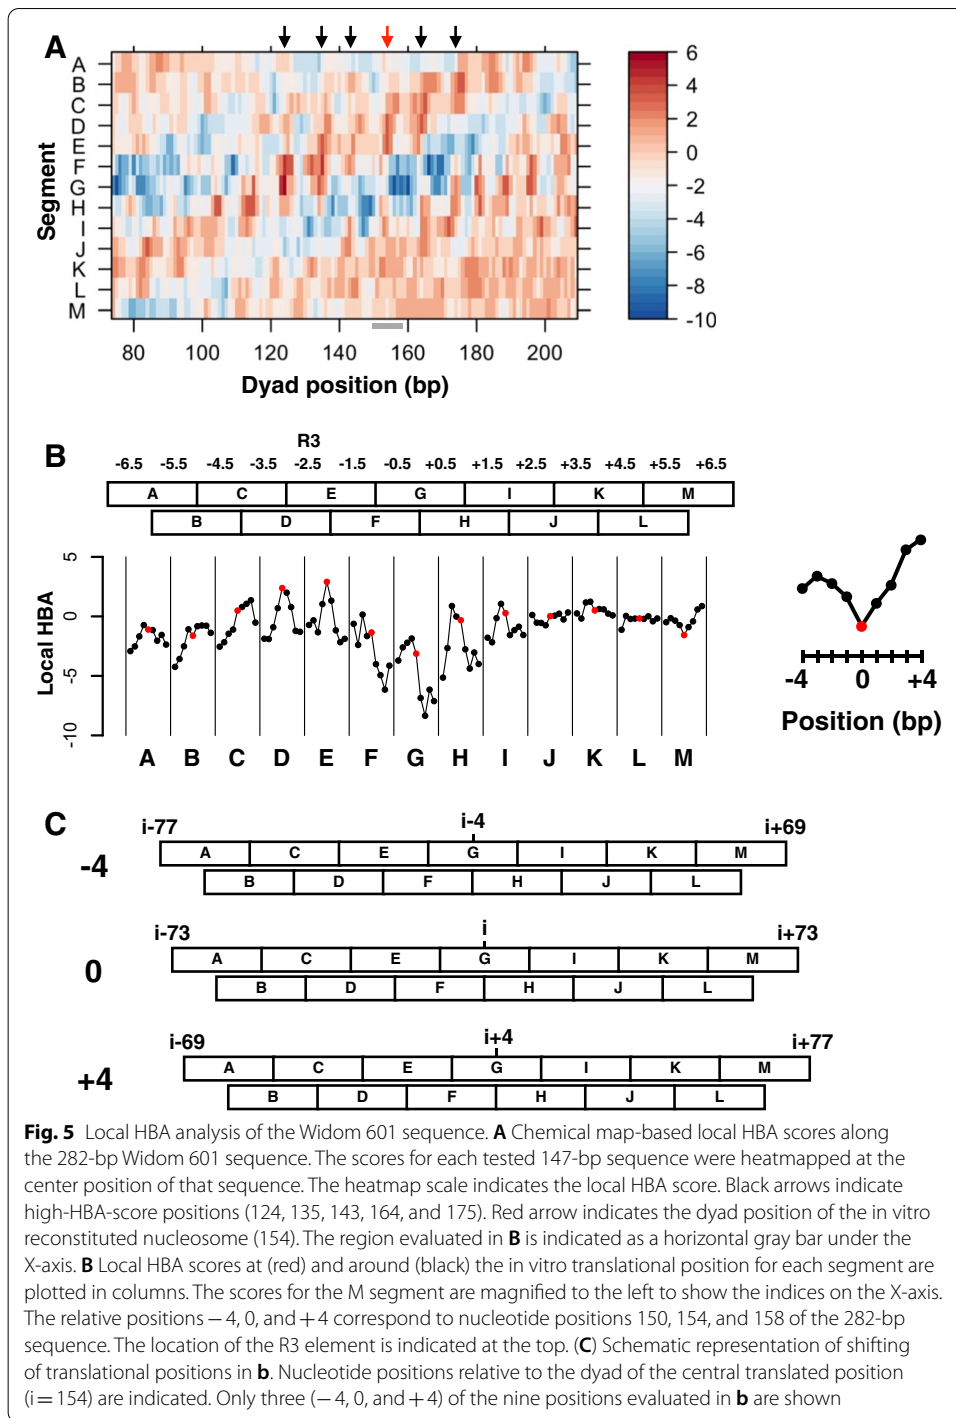 A
Segment
A
B
C
D
E
F
G
H
I
J
K
L
M
80 100 120 140 160 180 200
Dyad position (bp)
6
4
2
0
-2
-4
-6
-8
-10
B
R3
-6.5 -5.5 -4.5 -3.5 -2.5 -1.5 -0.5 +0.5 +1.5 +2.5 +3.5 +4.5 +5.5 +6.5
A C E G I K M
B D F H J L
Local HBA
5
0
-5
-10
A B C D E F G H I J K L M
-4 0 +4
Position (bp)
C
i-77 i-4 i+69
-4
A C E G I K M
B D F H J L
i-73 i i+73
0
A C E G I K M
B D F H J L
i-69 i+4 i+77
+4
A C E G I K M
B D F H J L
Fig. 5 Local HBA analysis of the Widom 601 sequence. A Chemical map-based local HBA scores along
the 282-bp Widom 601 sequence. The scores for each tested 147-bp sequence were heatmapped at the
center position of that sequence. The heatmap scale indicates the local HBA score. Black arrows indicate
high-HBA-score positions (124, 135, 143, 164, and 175). Red arrow indicates the dyad position of the in vitro
reconstituted nucleosome (154). The region evaluated in B is indicated as a horizontal gray bar under the
X-axis. B Local HBA scores at (red) and around (black) the in vitro translational position for each segment are
plotted in columns. The scores for the M segment are magnified to the left to show the indices on the X-axis.
The relative positions − 4, 0, and + 4 correspond to nucleotide positions 150, 154, and 158 of the 282-bp
sequence. The location of the R3 element is indicated at the top. (C) Schematic representation of shifting
of translational positions in b. Nucleotide positions relative to the dyad of the central translated position
(i = 154) are indicated. Only three (− 4, 0, and + 4) of the nine positions evaluated in b are shown